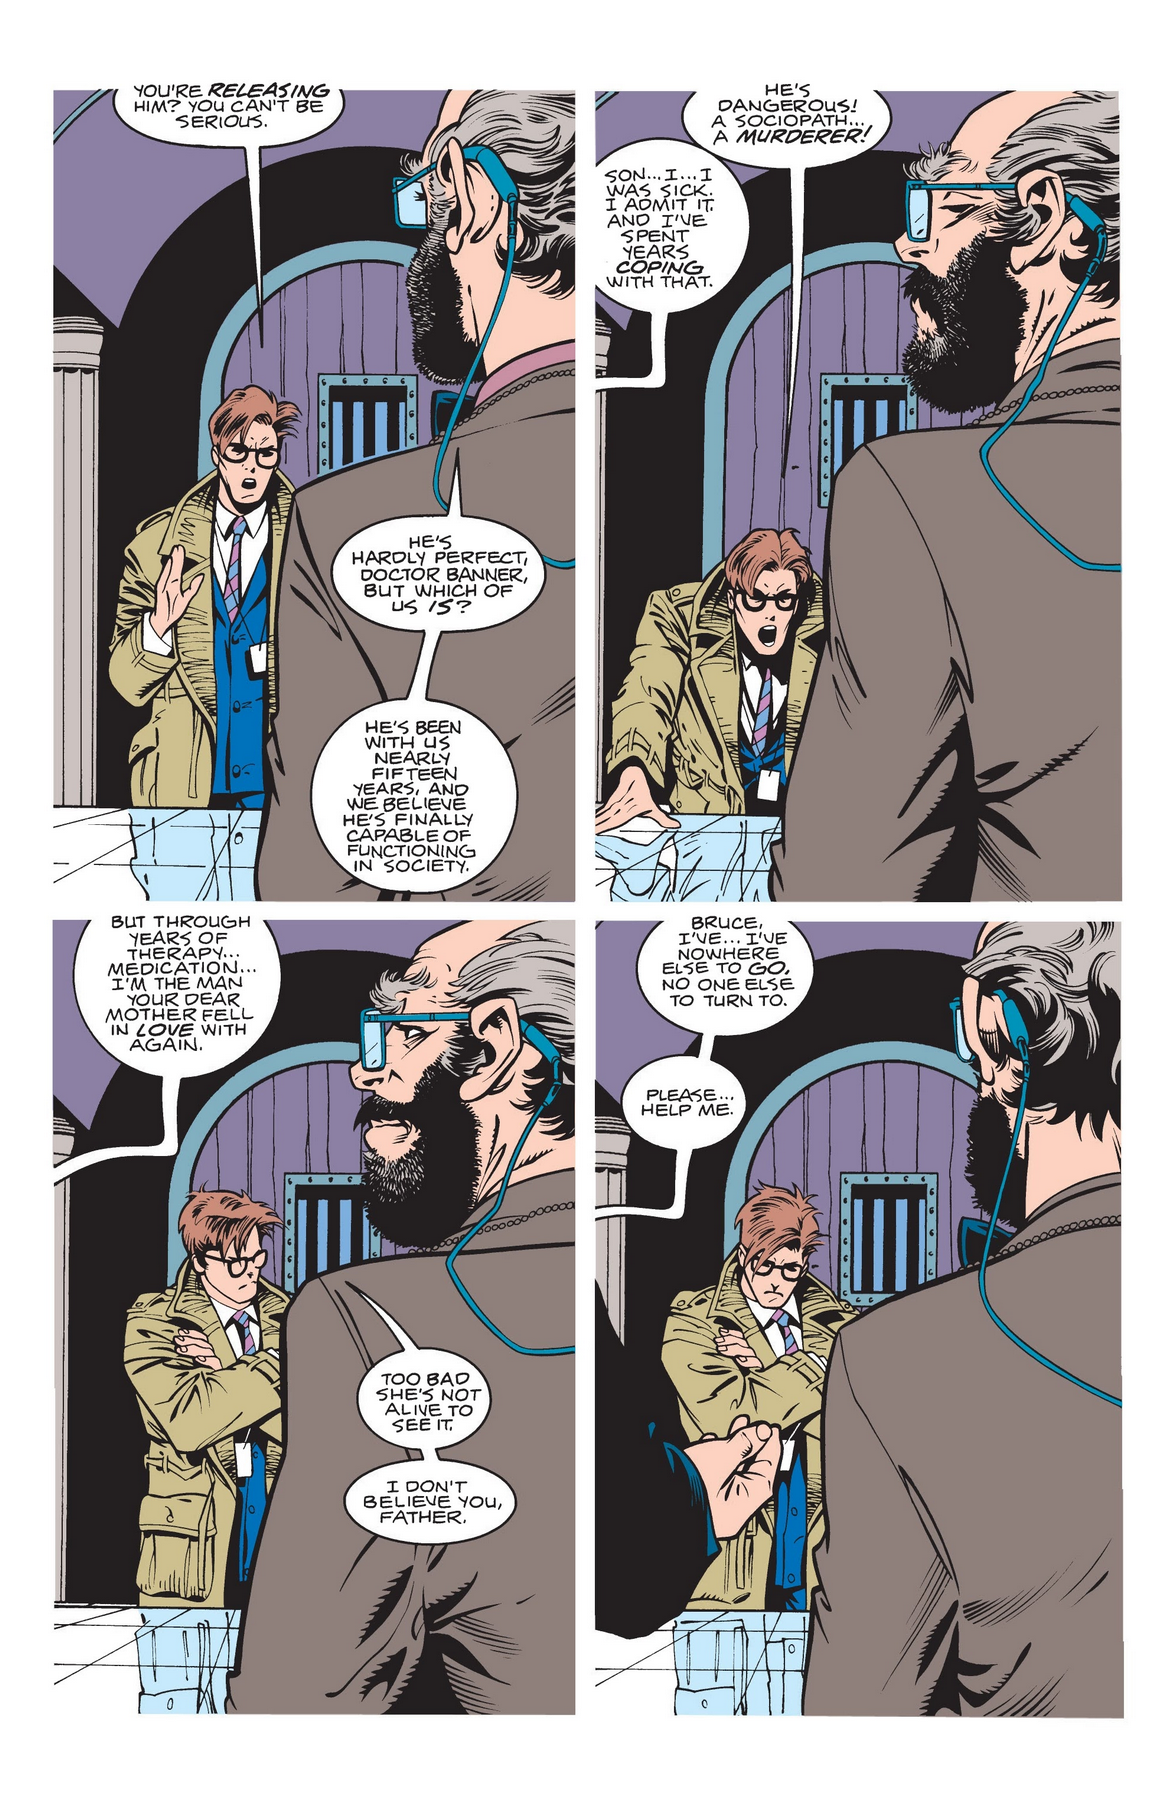 YOU'RE RELEASING
HIM? YOU CAN'T BE
SERIOUS.
HE'S
HARDLY PERFECT,
DOCTOR BANNER,
BUT WHICH OF
US IS?
HE'S BEEN
WITH US
NEARLY
FIFTEEN
YEARS, AND
WE BELIEVE
HE'S FINALLY
CAPABLE OF
FUNCTIONING
IN SOCIETY.
HE'S
DANGEROUS!
A SOCIOPATH...
A MURDERER!
SON... I... I
WAS SICK.
I ADMIT IT.
AND I'VE
SPENT
YEARS
COPING
WITH THAT.
BUT THROUGH
YEARS OF
THERAPY...
MEDICATION...
I'M THE MAN
YOUR DEAR
MOTHER FELL
IN LOVE WITH
AGAIN.
TOO BAD
SHE'S NOT
ALIVE TO
SEE IT.
I DON'T
BELIEVE YOU,
FATHER.
BRUCE,
I'VE... I'VE
NOWHERE
ELSE TO GO,
NO ONE ELSE
TO TURN TO.
PLEASE...
HELP ME.